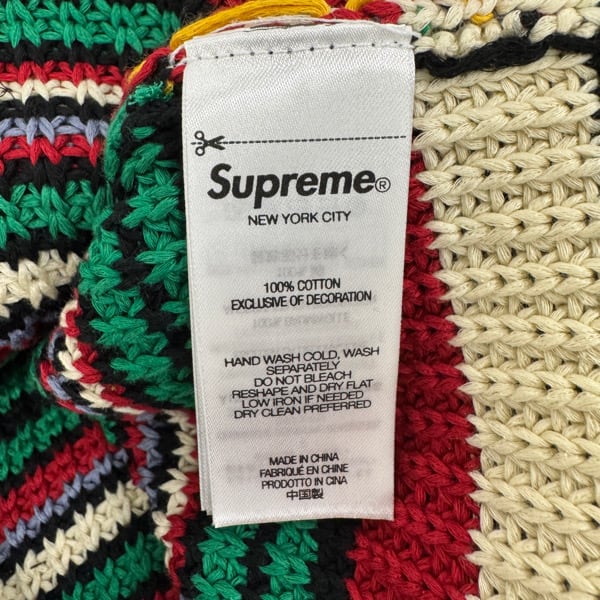 Supreme®
NEW YORK CITY
100% COTTON
EXCLUSIVE OF DECORATION
HAND WASH COLD, WASH
SEPARATELY
DO NOT BLEACH
RESHAPE AND DRY FLAT
LOW IRON IF NEEDED
DRY CLEAN PREFERRED
MADE IN CHINA
FABRIQUÉ EN CHINE
PRODOTTO IN CINA
中国製